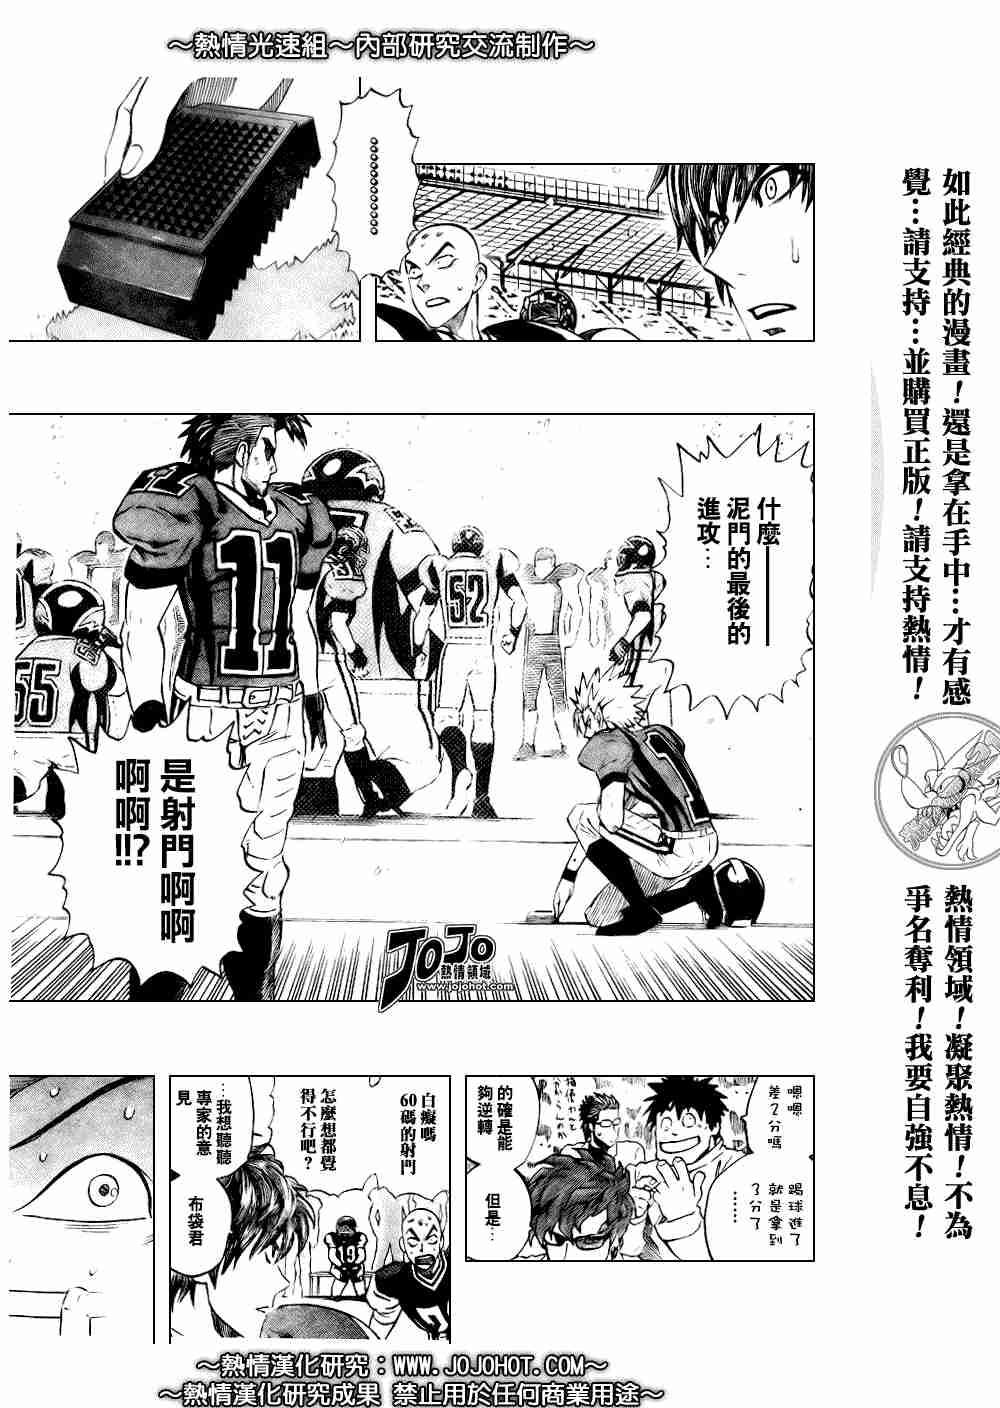 ～熱情光速組～內部研究交流制作～
…………
什麼——
泥門的最後的
進攻…
是射門啊啊
啊啊!!!?
11
52
55
1
JOJO
熱情領域
www.jojohot.com
嗯嗯
差2分嗎
踢球進了
就是拿到
了分了
……
的確是能
夠逆轉
但是…
白癡嗎
60碼的射門
怎麼想都覺
得不行吧？
…我想聽聽
專家的意
見
布袋君
19
如此經典的漫畫！還是拿在手中…才有感
覺…請支持…並購買正版！請支持熱情！
熱情領域！凝聚熱情！不為
爭名奪利！我要自強不息！
～熱情漢化研究：WWW.JOJOHOT.COM～
～熱情漢化研究成果 禁止用於任何商業用途～